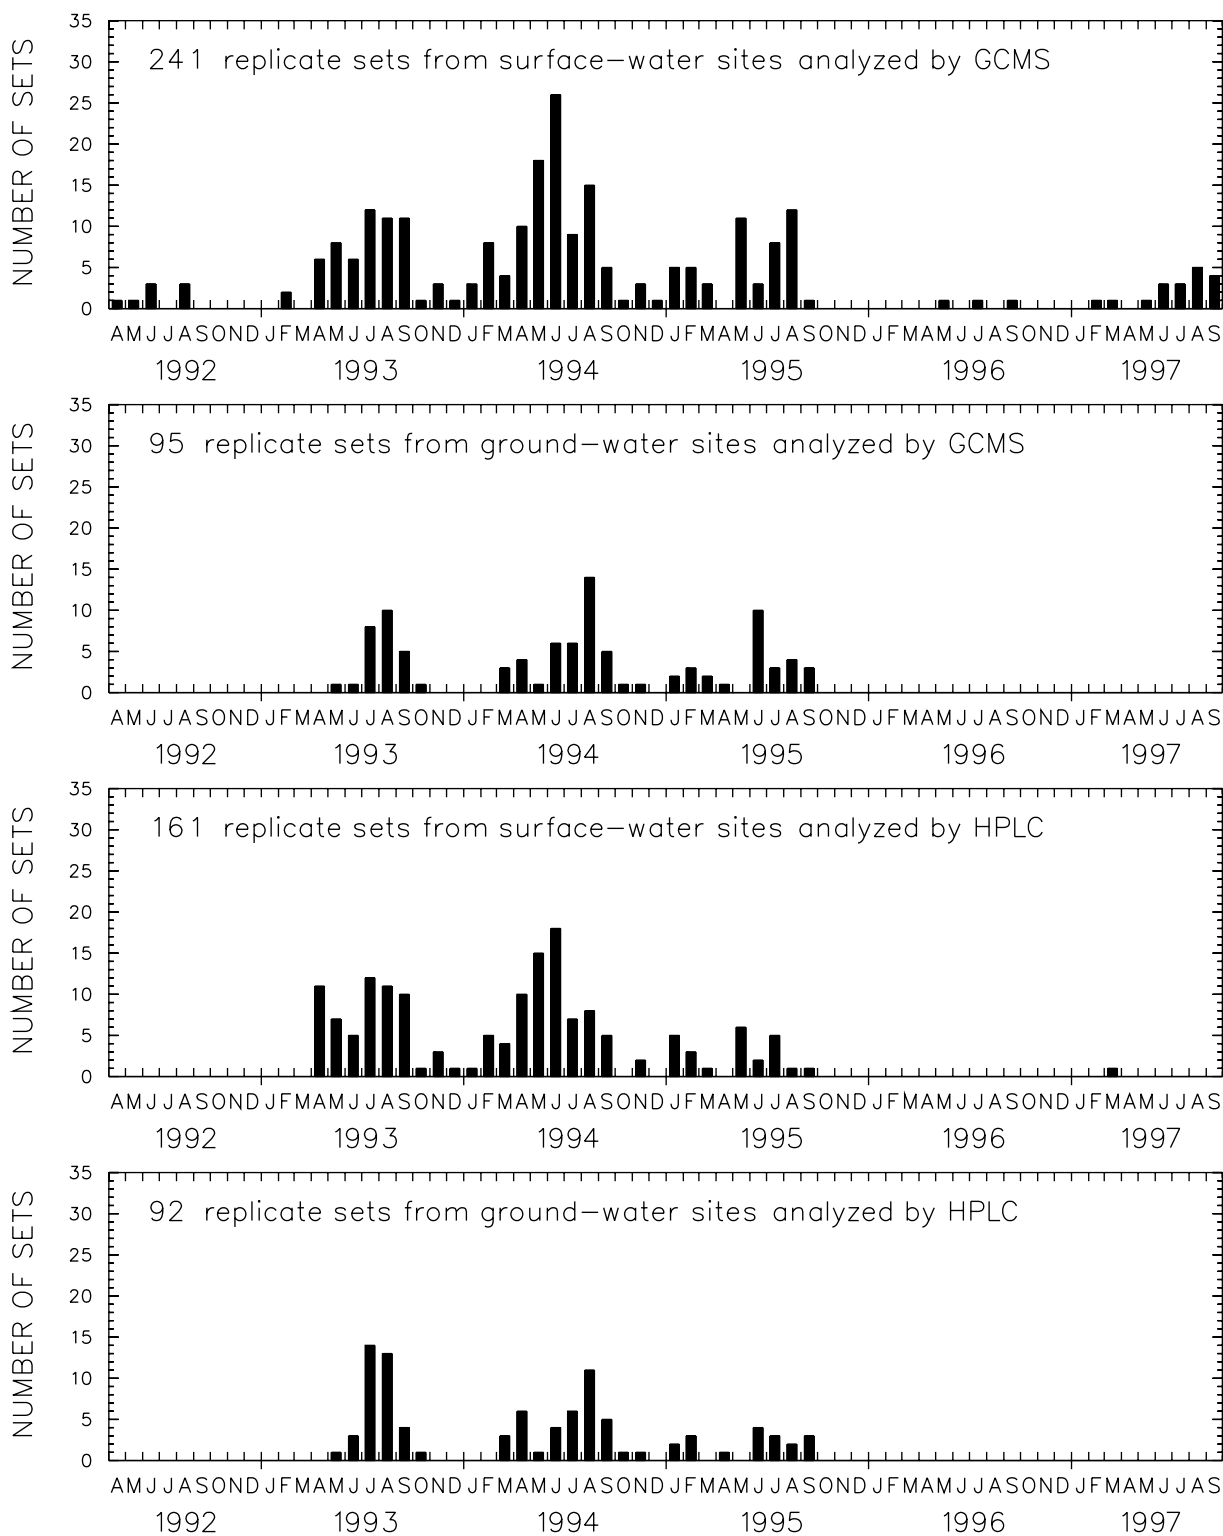 NUMBER OF SETS
35
30
25
20
15
10
5
0
241 replicate sets from surface-water sites analyzed by GCMS
A M J J A S O N D J F M A M J J A S O N D J F M A M J J A S O N D J F M A M J J A S O N D J F M A M J J A S O N D J F M A M J J A S
1992 1993 1994 1995 1996 1997
NUMBER OF SETS
35
30
25
20
15
10
5
0
95 replicate sets from ground-water sites analyzed by GCMS
A M J J A S O N D J F M A M J J A S O N D J F M A M J J A S O N D J F M A M J J A S O N D J F M A M J J A S O N D J F M A M J J A S
1992 1993 1994 1995 1996 1997
NUMBER OF SETS
35
30
25
20
15
10
5
0
161 replicate sets from surface-water sites analyzed by HPLC
A M J J A S O N D J F M A M J J A S O N D J F M A M J J A S O N D J F M A M J J A S O N D J F M A M J J A S O N D J F M A M J J A S
1992 1993 1994 1995 1996 1997
NUMBER OF SETS
35
30
25
20
15
10
5
0
92 replicate sets from ground-water sites analyzed by HPLC
A M J J A S O N D J F M A M J J A S O N D J F M A M J J A S O N D J F M A M J J A S O N D J F M A M J J A S O N D J F M A M J J A S
1992 1993 1994 1995 1996 1997